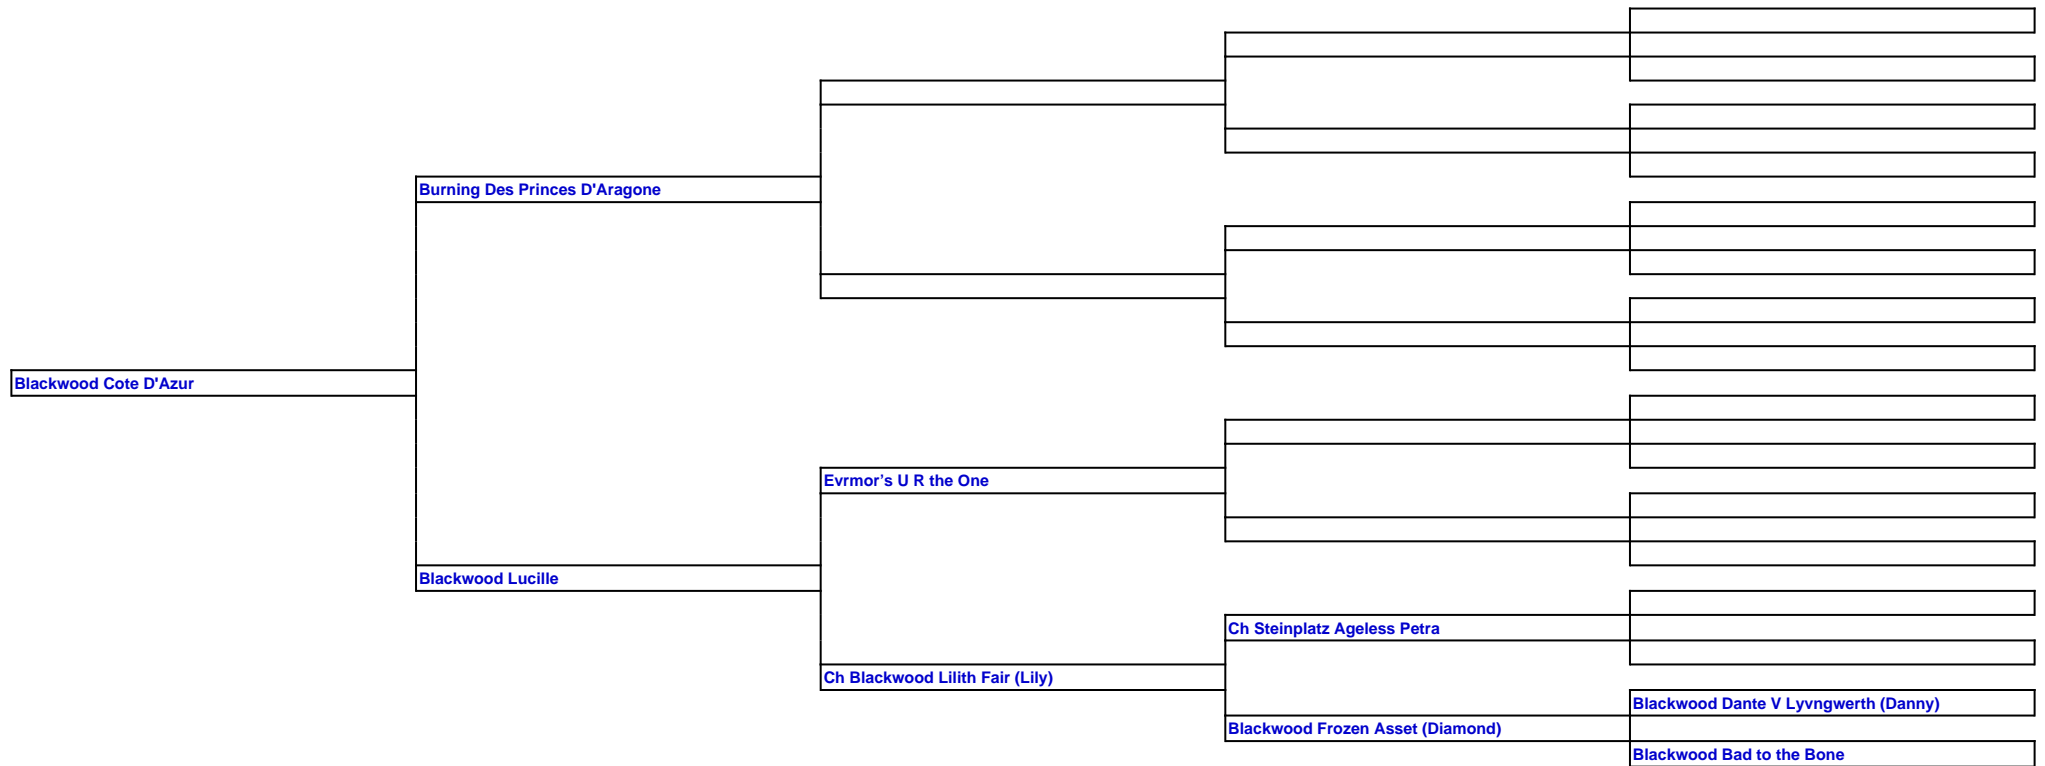 Burning Des Princes D'Aragone
Blackwood Cote D'Azur
Evrmor’s U R the One
Blackwood Lucille
Ch Steinplatz Ageless Petra
Ch Blackwood Lilith Fair (Lily)
Blackwood Dante V Lyvngwerth (Danny)
Blackwood Frozen Asset (Diamond)
Blackwood Bad to the Bone